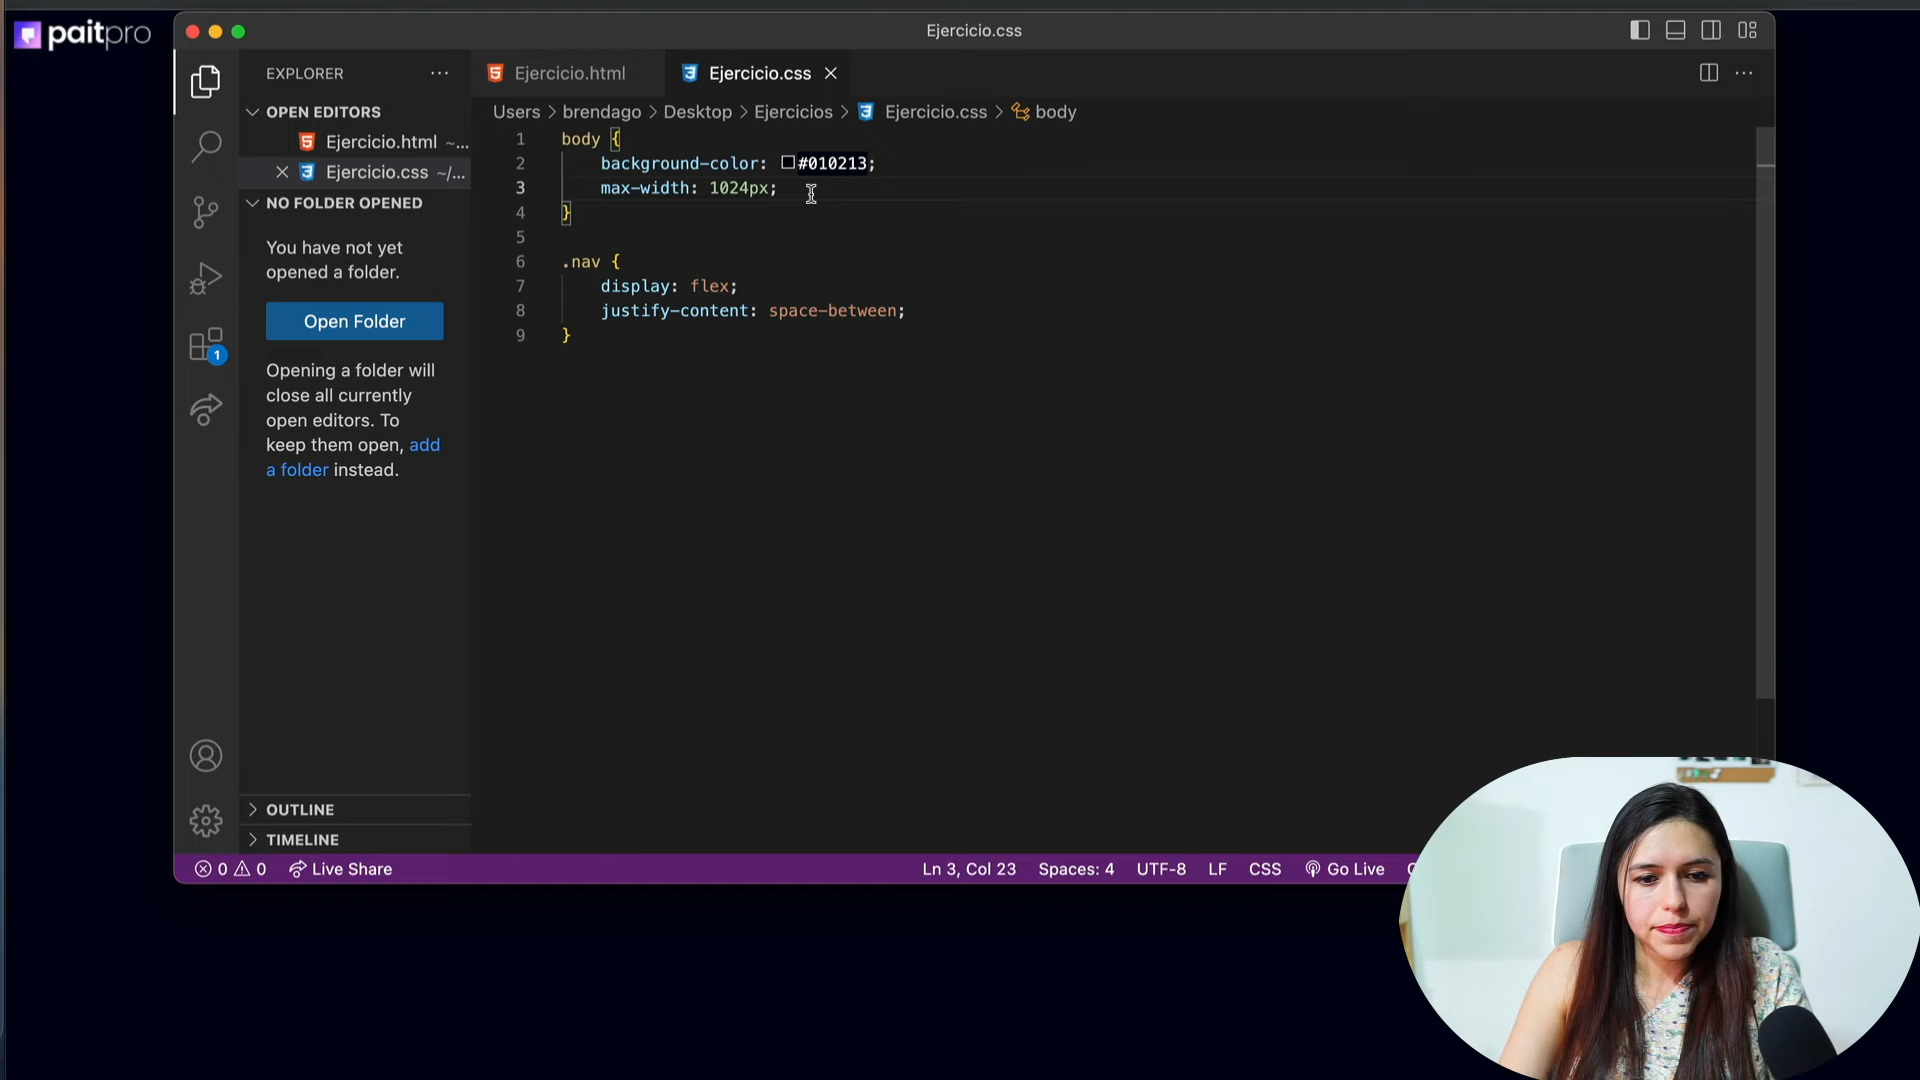 paitpro
Ejercicio.css
EXPLORER
Ejercicio.html
Ejercicio.css
OPEN EDITORS
Users > brendago > Desktop > Ejercicios > Ejercicio.css > body
Ejercicio.html ~...
Ejercicio.css ~/...
NO FOLDER OPENED
You have not yet
opened a folder.
Open Folder
Opening a folder will
close all currently
open editors. To
keep them open, add
a folder instead.
1 body {
2 background-color: #010213;
3 max-width: 1024px;
4 }
5
6 .nav {
7 display: flex;
8 justify-content: space-between;
9 }
1
OUTLINE
TIMELINE
0 0 Live Share
Ln 3, Col 23 Spaces: 4 UTF-8 LF CSS Go Live